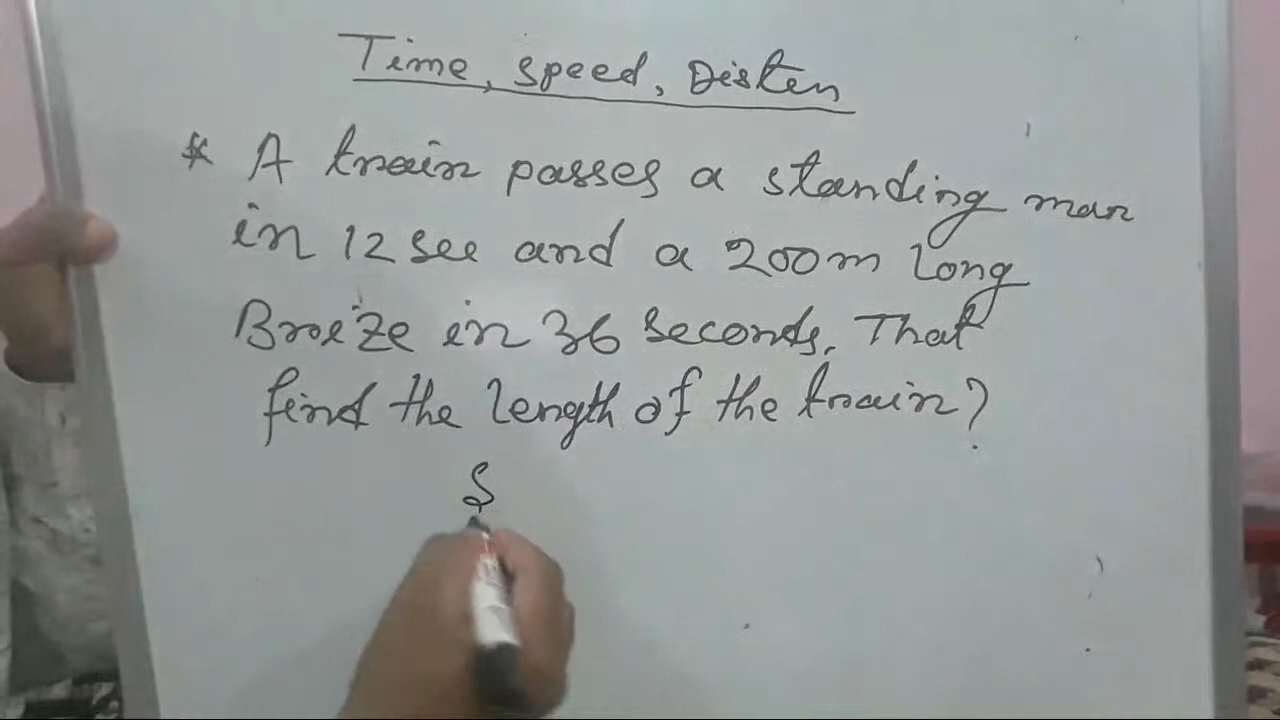 Time, Speed, Disten
* A train passes a standing man
in 12 sec and a 200m long
Breize in 36 seconds. That
find the length of the train?
S